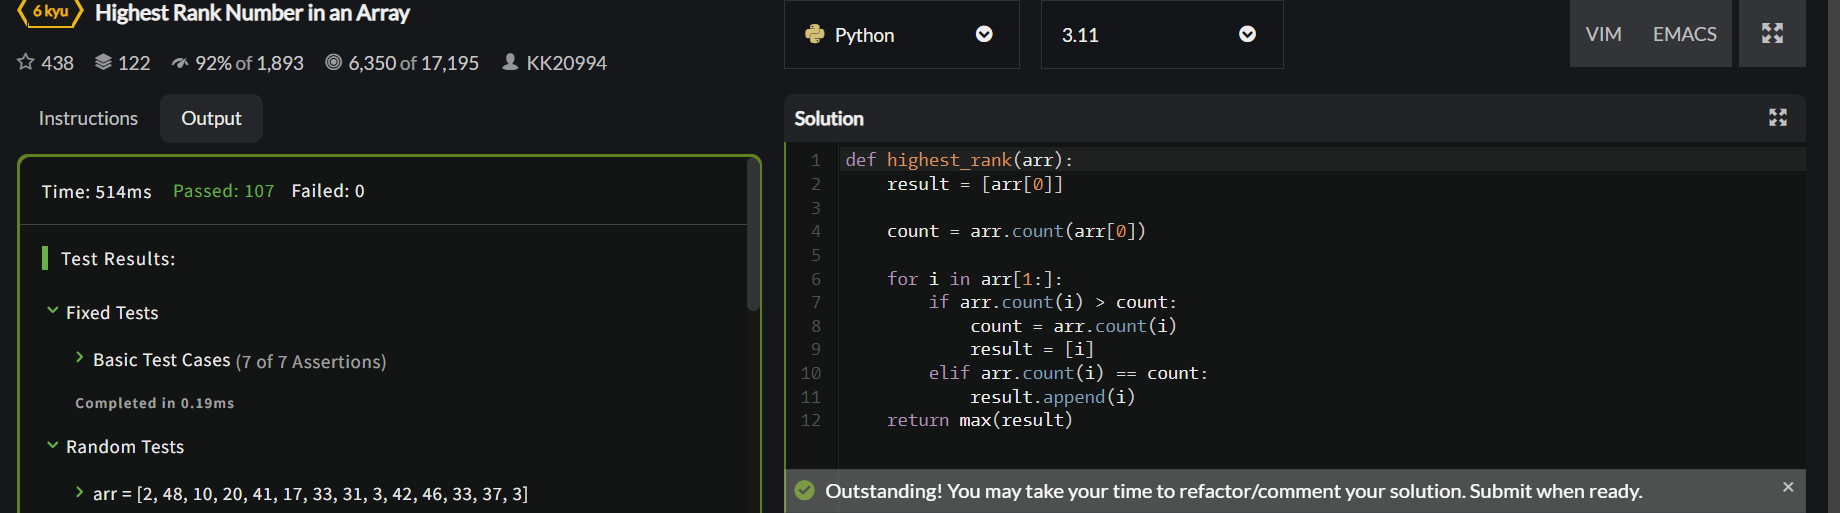 6 kyu Highest Rank Number in an Array
438 122 92% of 1,893 6,350 of 17,195 KK20994
Instructions Output
Time: 514ms Passed: 107 Failed: 0
Test Results:
Fixed Tests
Basic Test Cases (7 of 7 Assertions)
Completed in 0.19ms
Random Tests
arr = [2, 48, 10, 20, 41, 17, 33, 31, 3, 42, 46, 33, 37, 3]
Python 3.11 VIM EMACS
Solution
1 def highest_rank(arr):
2     result = [arr[0]]
3
4     count = arr.count(arr[0])
5
6     for i in arr[1:]:
7         if arr.count(i) > count:
8             count = arr.count(i)
9             result = [i]
10         elif arr.count(i) == count:
11             result.append(i)
12     return max(result)
Outstanding! You may take your time to refactor/comment your solution. Submit when ready. ×